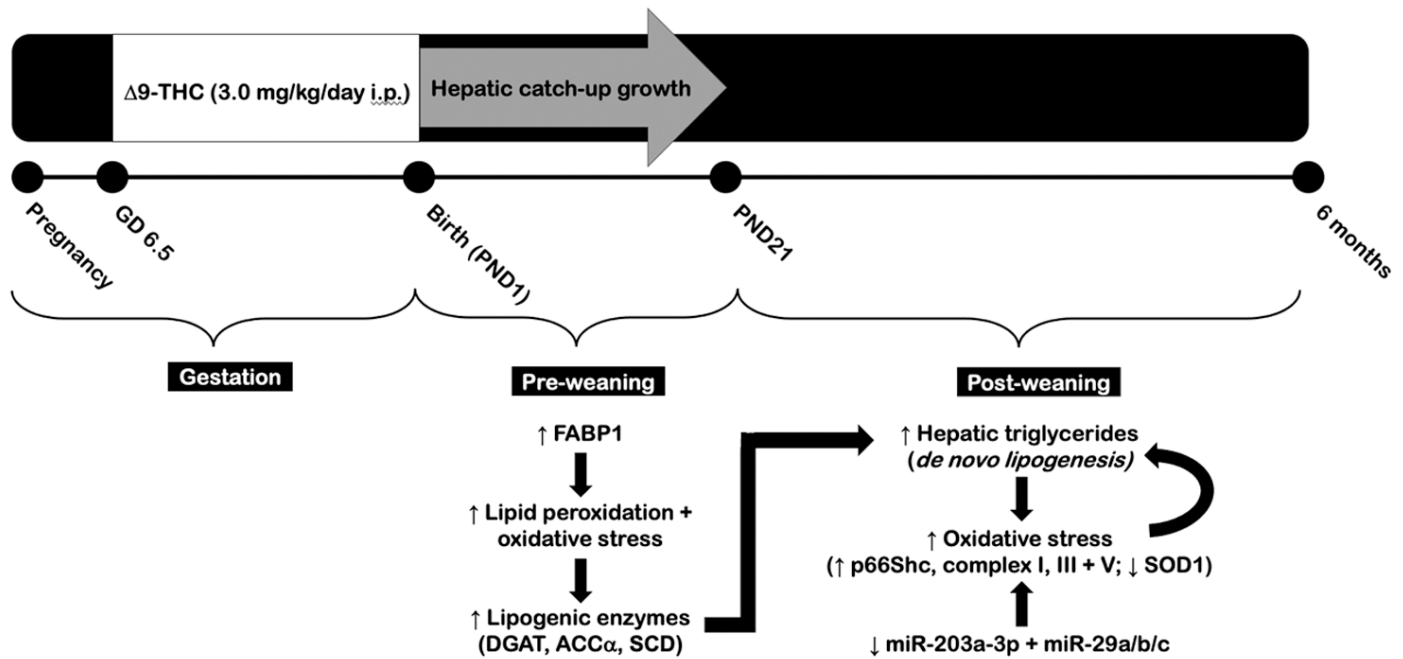 Δ9-THC (3.0 mg/kg/day i.p.)
Hepatic catch-up growth
Pregnancy
GD 6.5
Birth (PND1)
PND21
6 months
Gestation
Pre-weaning
Post-weaning
↑ FABP1
↑ Lipid peroxidation +
oxidative stress
↑ Lipogenic enzymes
(DGAT, ACCα, SCD)
↑ Hepatic triglycerides
(de novo lipogenesis)
↑ Oxidative stress
(↑ p66Shc, complex I, III + V; ↓ SOD1)
↓ miR-203a-3p + miR-29a/b/c